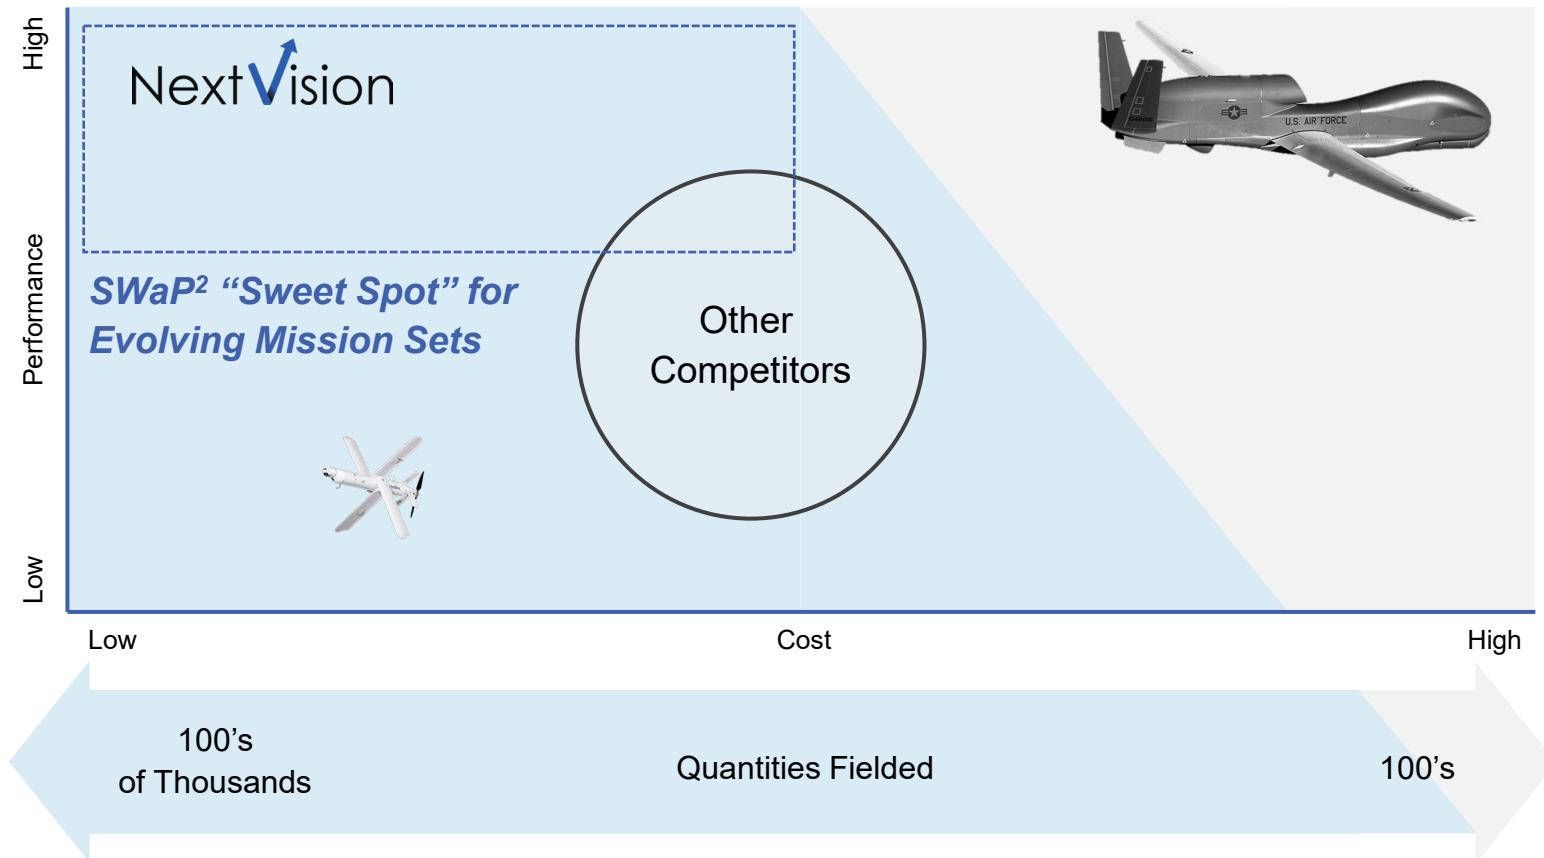 High
NextVision
U.S. AIR FORCE
Performance
SWaP² “Sweet Spot” for
Evolving Mission Sets
Other
Competitors
Low
Low
Cost
High
100’s
of Thousands
Quantities Fielded
100’s